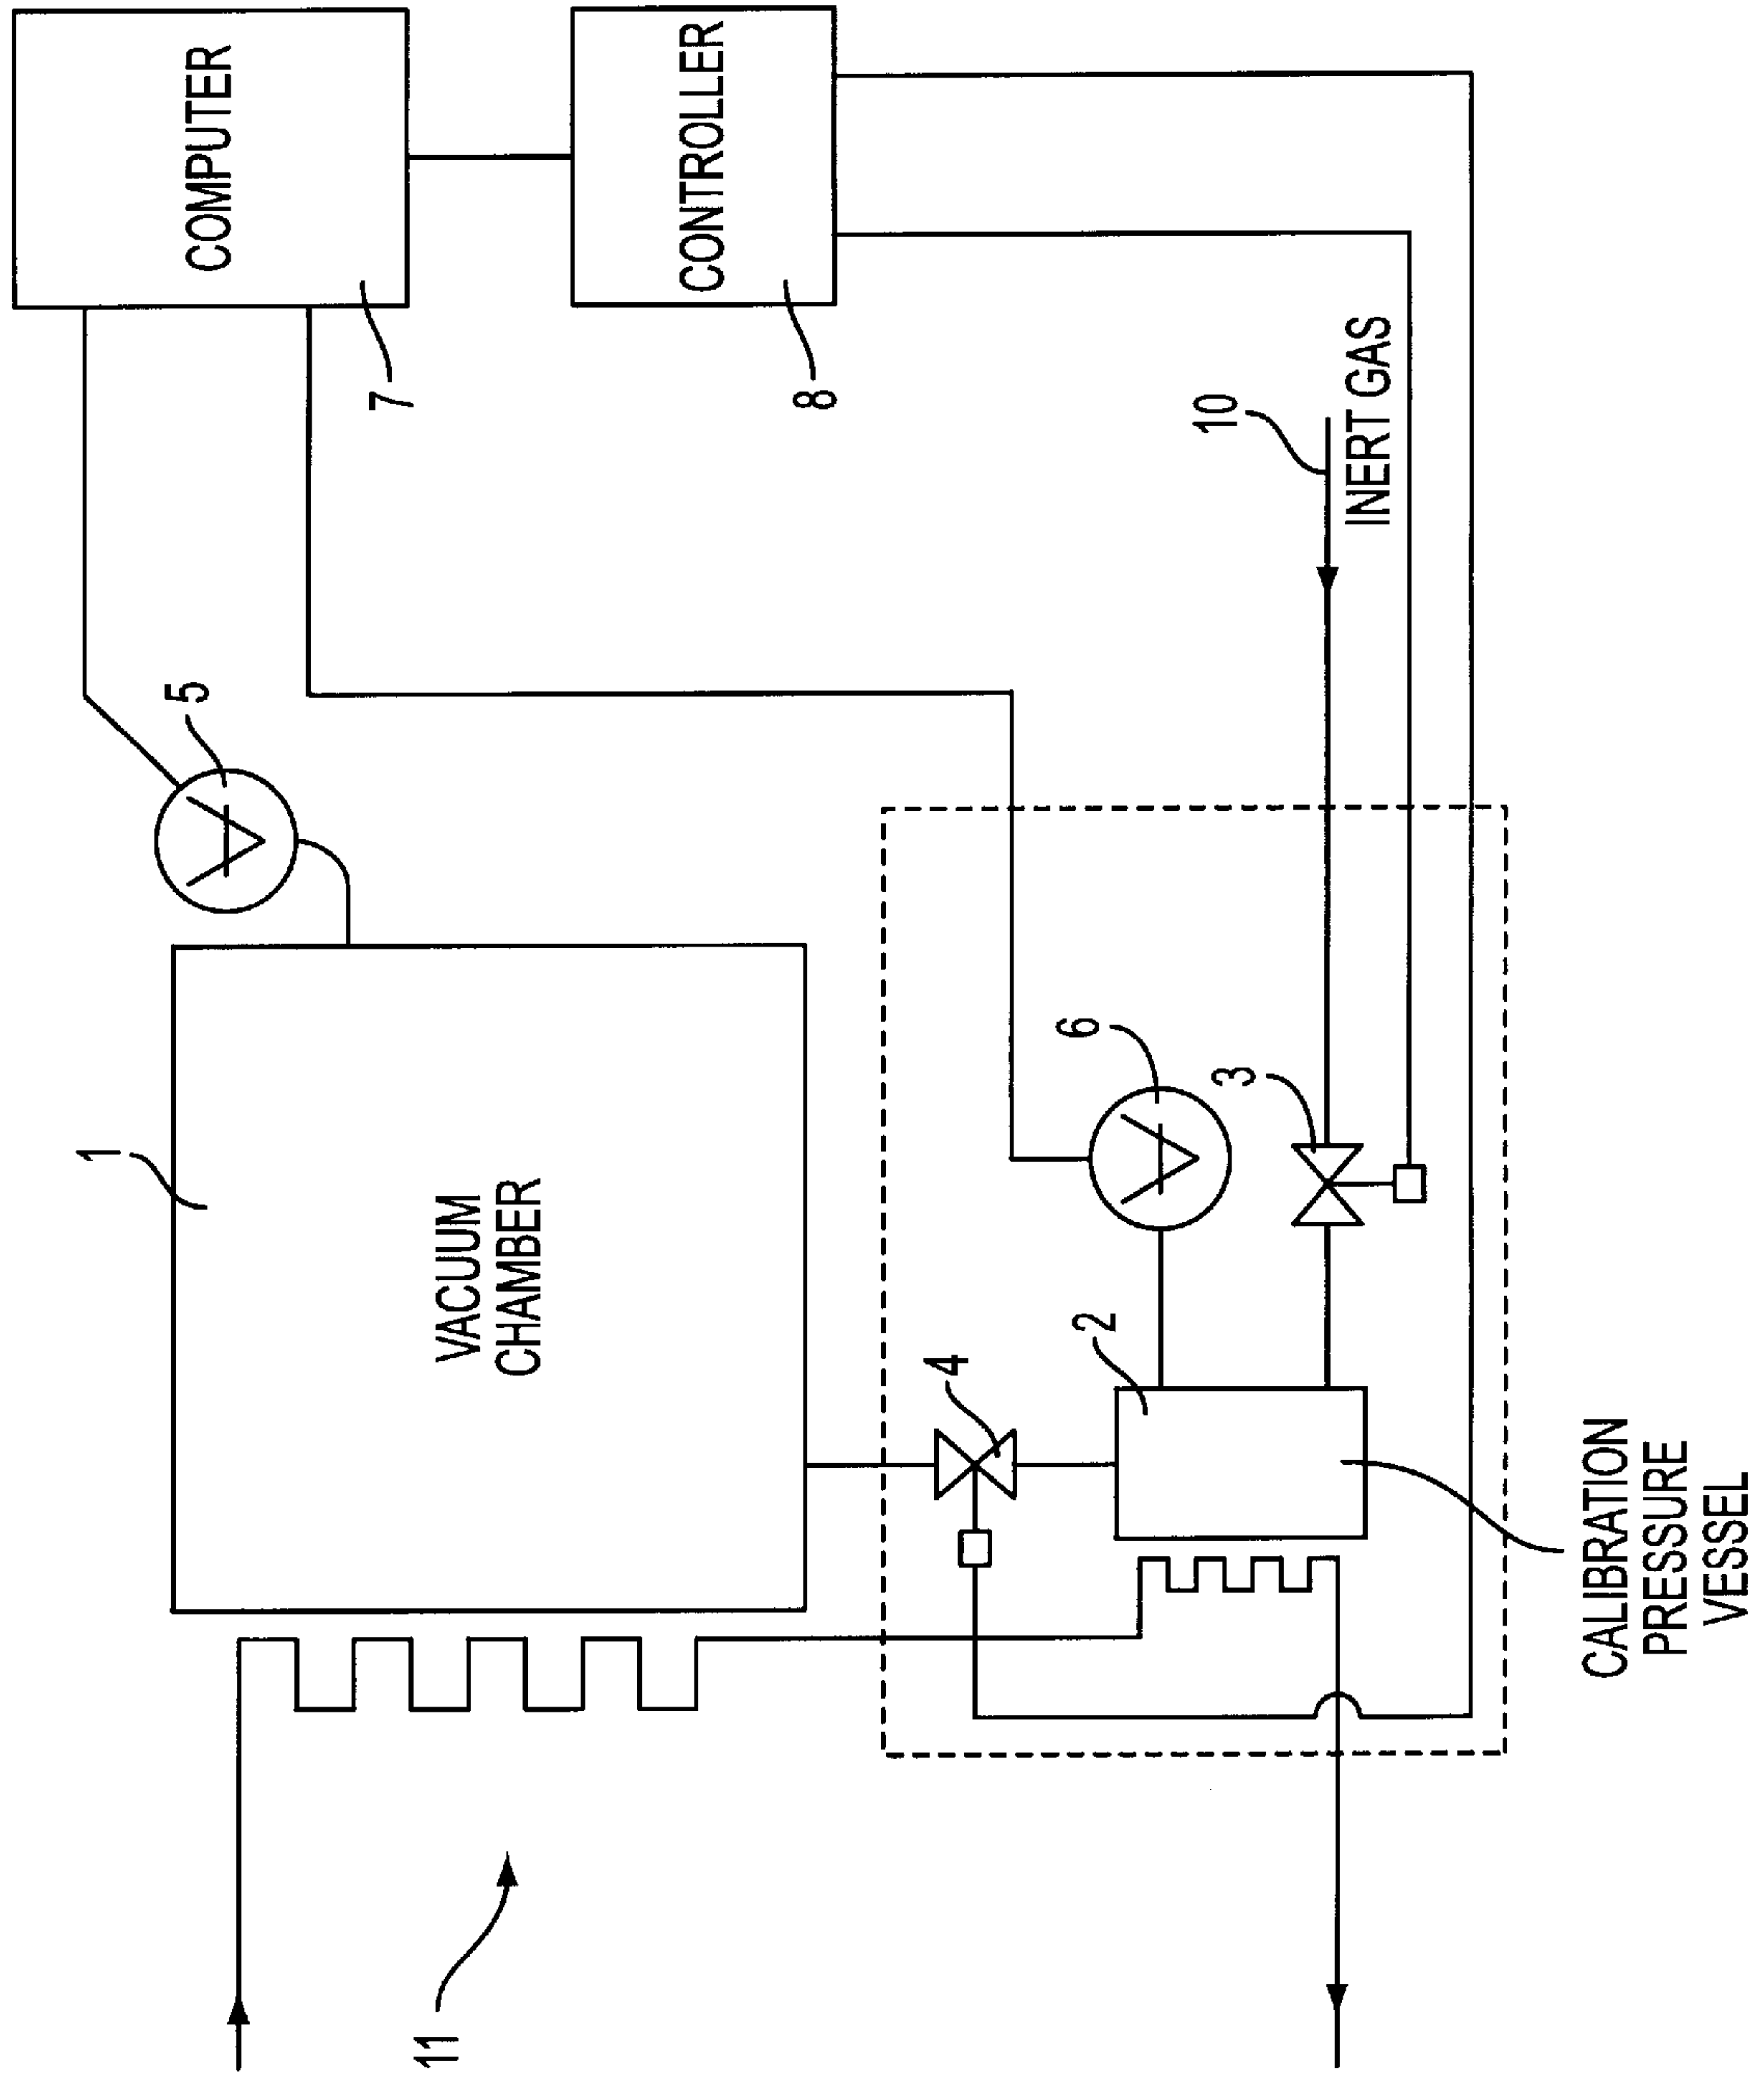 COMPUTER
7
CONTROLLER
8
5
10
INERT GAS
1
VACUUM
CHAMBER
6
3
4
2
CALIBRATION
PRESSURE
VESSEL
11